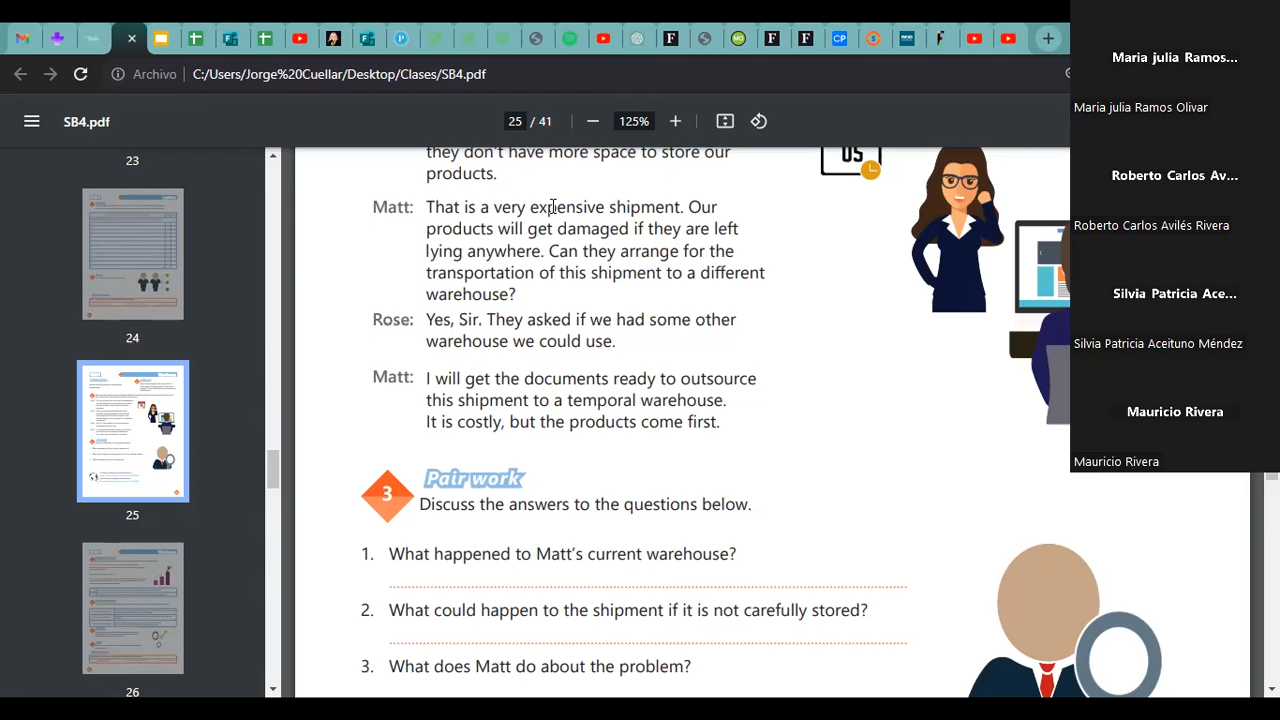 Maria julia Ramos...
Archivo
C:/Users/Jorge%20Cuellar/Desktop/Clases/SB4.pdf
Maria julia Ramos Olivar
SB4.pdf
25 / 41
125%
23
they don't have more space to store our
products.
05
Roberto Carlos Av...
Matt: That is a very expensive shipment. Our
products will get damaged if they are left
Roberto Carlos Avilés Rivera
lying anywhere. Can they arrange for the
transportation of this shipment to a different
warehouse?
Silvia Patricia Ace...
Rose: Yes, Sir. They asked if we had some other
warehouse we could use.
Silvia Patricia Aceituno Méndez
24
Matt: I will get the documents ready to outsource
this shipment to a temporal warehouse.
It is costly, but the products come first.
Mauricio Rivera
Mauricio Rivera
3
Pair work
Discuss the answers to the questions below.
25
1. What happened to Matt's current warehouse?
2. What could happen to the shipment if it is not carefully stored?
3. What does Matt do about the problem?
26